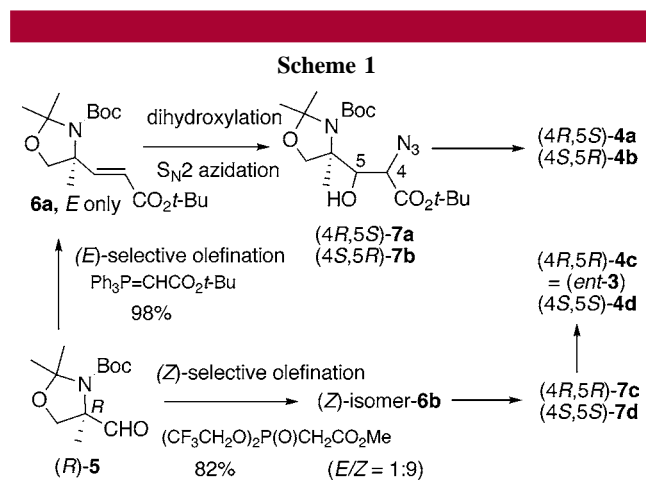 Scheme 1
Boc
N
O
CO₂t-Bu
6a, E only
dihydroxylation
S_N2 azidation
Boc
N
O
N₃
5
4
HO
CO₂t-Bu
(4R,5S)-7a
(4S,5R)-7b
(4R,5S)-4a
(4S,5R)-4b
(E)-selective olefination
Ph₃P=CHCO₂t-Bu
98%
(4R,5R)-4c
= (ent-3)
(4S,5S)-4d
Boc
N
O
R
CHO
(R)-5
(Z)-selective olefination
(CF₃CH₂O)₂P(O)CH₂CO₂Me
82%
(Z)-isomer-6b
(E/Z = 1:9)
(4R,5R)-7c
(4S,5S)-7d